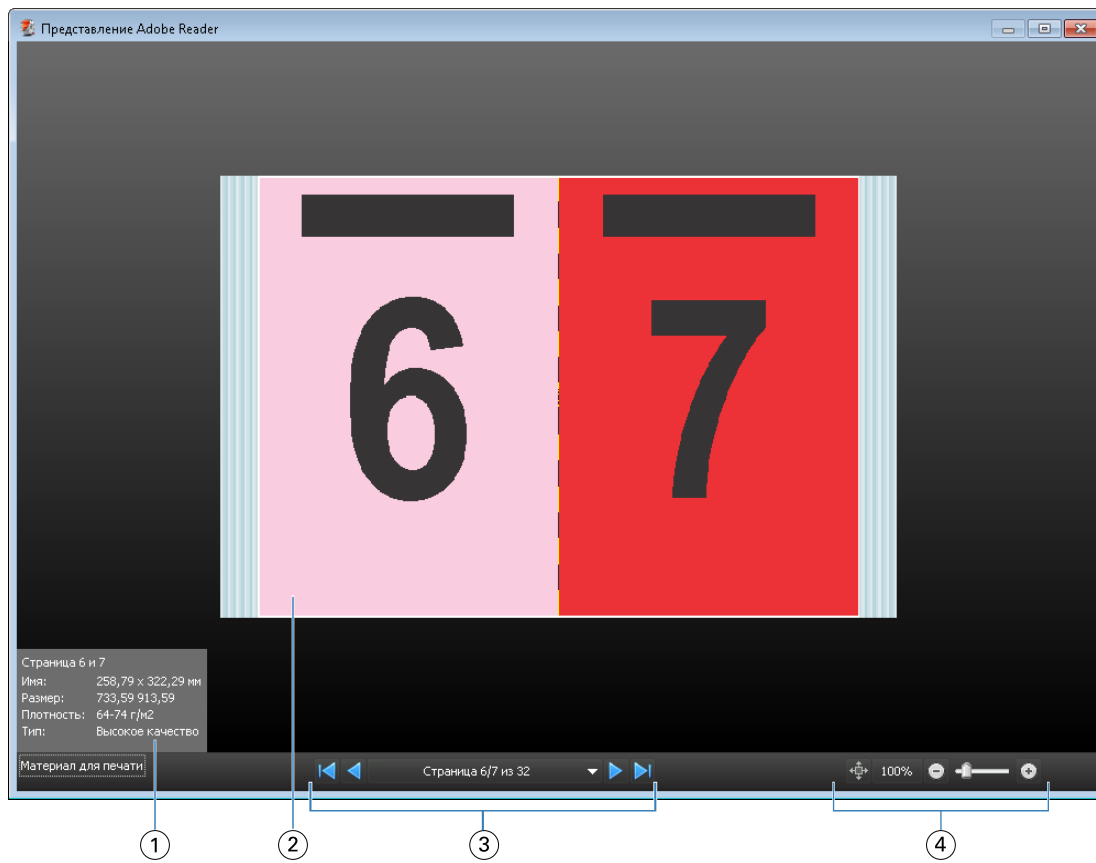 Представление Adobe Reader
6
7
Страница 6 и 7
Имя: 258,79 x 322,29 мм
Размер: 733,59 913,59
Плотность: 64-74 г/м2
Тип: Высокое качество
Материал для печати
Страница 6/7 из 32
100%
1
2
3
4